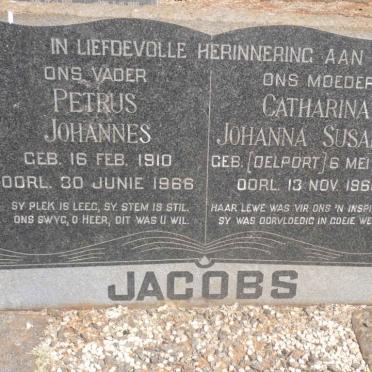 IN LIEFDEVOLLE HERINNERING AAN
ONS VADER
PETRUS
JOHANNES
GEB. 16 FEB. 1910
OORL. 30 JUNIE 1966
SY PLEK IS LEEG, SY STEM IS STIL.
ONS SWYG, O HEER, DIT WAS U WIL.
ONS MOEDER
CATHARINA
JOHANNA
GEB. (DELPORT) 6 MEI
OORL. 13 NOV.
HAAR LEWE WAS VIR ONS 'N
SY WAS OORVLOEDIG IN GOEIE
JACOBS